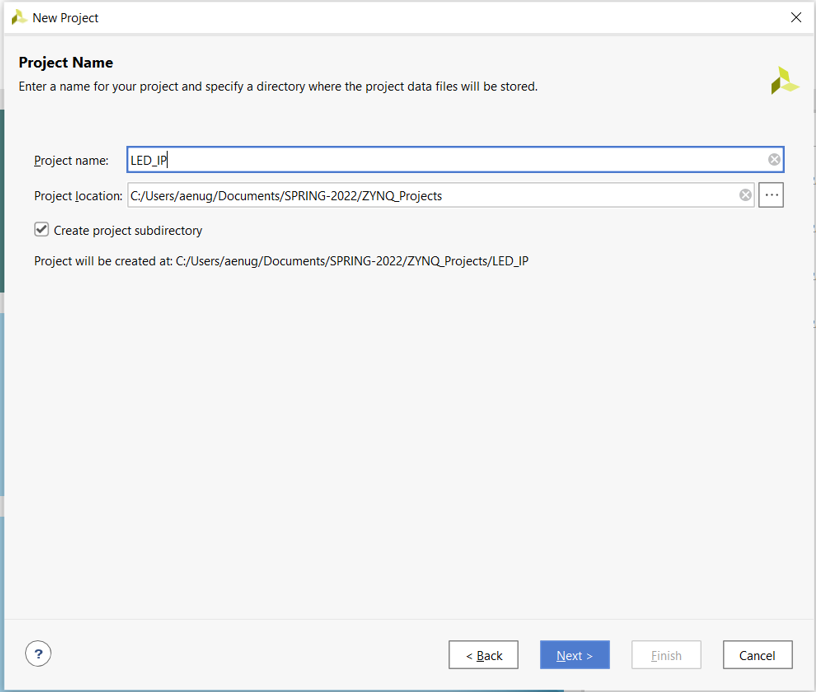 New Project
Project Name
Enter a name for your project and specify a directory where the project data files will be stored.
Project name: LED_IP
Project location: C:/Users/aenug/Documents/SPRING-2022/ZYNQ_Projects ...
Create project subdirectory
Project will be created at: C:/Users/aenug/Documents/SPRING-2022/ZYNQ_Projects/LED_IP
? < Back Next > Finish Cancel